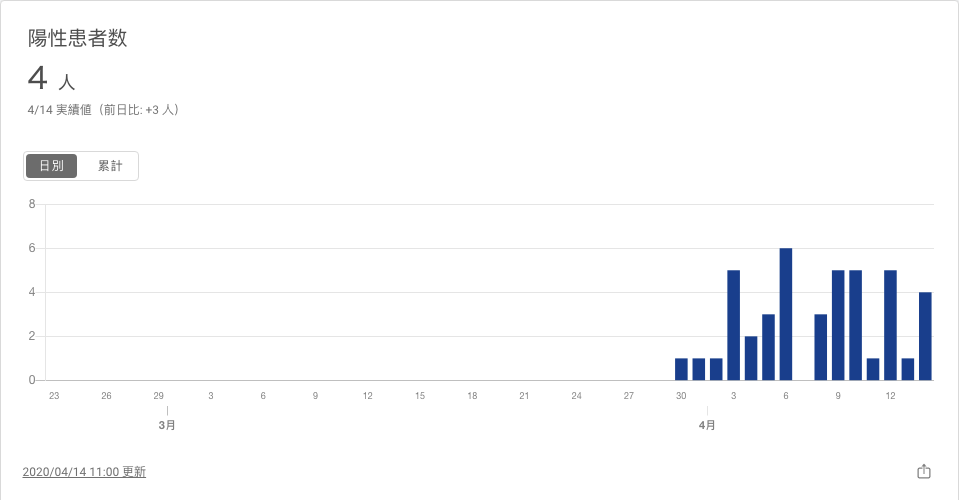 陽性患者数
4 人
4/14 実績値（前日比: +3 人）
日別 累計
8
6
4
2
0
23 26 29 3 6 9 12 15 18 21 24 27 30 3 6 9 12
3月 4月
2020/04/14 11:00 更新